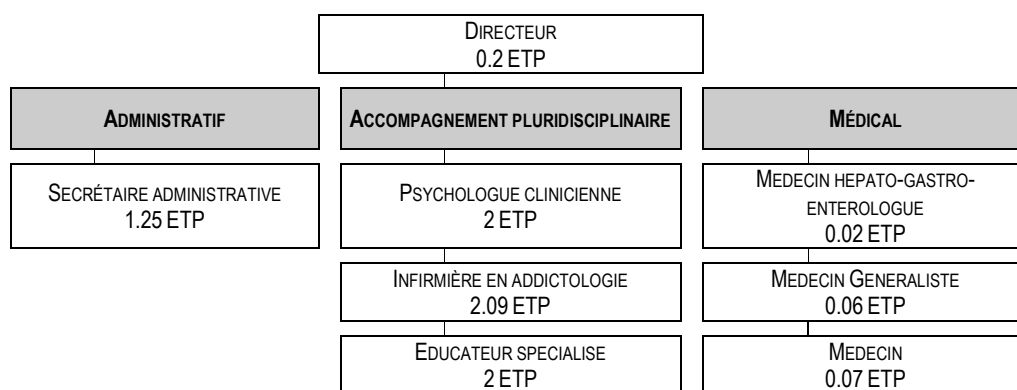 DIRECTEUR
0.2 ETP
ADMINISTRATIF
SECRÉTAIRE ADMINISTRATIVE
1.25 ETP
ACCOMPAGNEMENT PLURIDISCIPLINAIRE
PSYCHOLOGUE CLINICIENNE
2 ETP
INFIRMIÈRE EN ADDICTOLOGIE
2.09 ETP
EDUCATEUR SPECIALISE
2 ETP
MÉDICAL
MEDECIN HEPATO-GASTRO-
ENTEROLOGUE
0.02 ETP
MEDECIN GENERALISTE
0.06 ETP
MEDECIN
0.07 ETP